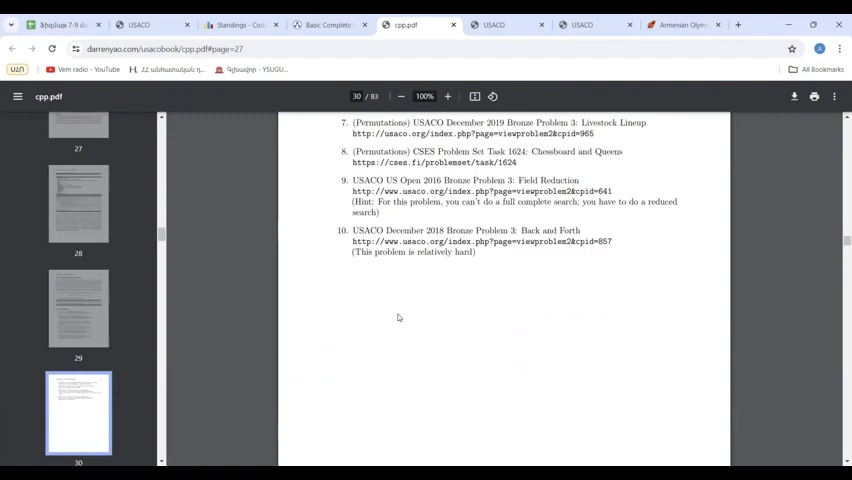 Ֆիզմաթ 7-9 մ
USACO
Standings - Cod
Basic Complete
cpp.pdf
USACO
USACO
Armenian Olym
darrenyao.com/usacobook/cpp.pdf#page=27
Vem radio - YouTube
Գլխավոր - YSUGU...
All Bookmarks
cpp.pdf
30 / 83
100%
27
28
29
30
7. (Permutations) USACO December 2019 Bronze Problem 3: Livestock Lineup
http://usaco.org/index.php?page=viewproblem2&cpid=965
8. (Permutations) CSES Problem Set Task 1624: Chessboard and Queens
https://cses.fi/problemset/task/1624
9. USACO US Open 2016 Bronze Problem 3: Field Reduction
http://www.usaco.org/index.php?page=viewproblem2&cpid=641
(Hint: For this problem, you can't do a full complete search; you have to do a reduced
search)
10. USACO December 2018 Bronze Problem 3: Back and Forth
http://www.usaco.org/index.php?page=viewproblem2&cpid=857
(This problem is relatively hard)